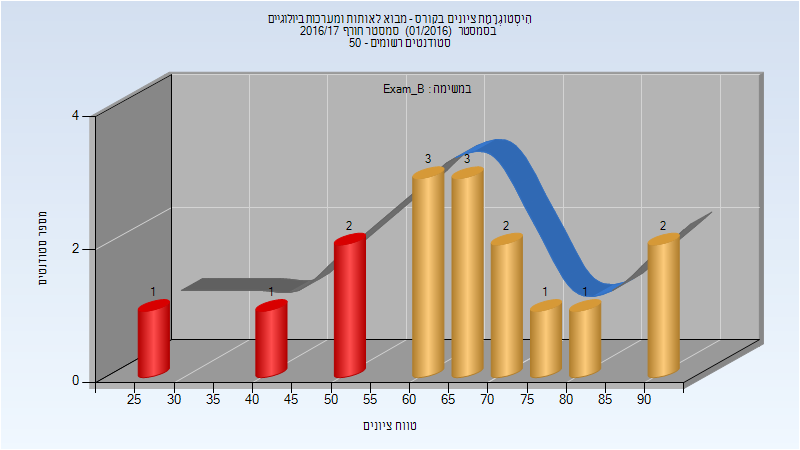 היסטוגרמת ציונים בקורס - מבוא לאותות ומערכות ביולוגיים
בסמסטר (01/2016) סמסטר חורף 2016/17
סטודנטים רשומים - 50
במשימה : Exam_B
מספר סטודנטים
4
2
0
1
1
2
3
3
2
1
1
2
25 30 35 40 45 50 55 60 65 70 75 80 85 90
טווח ציונים